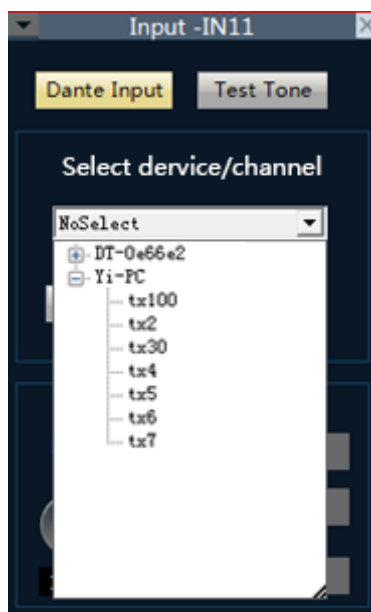 Input -IN11
Dante Input
Test Tone
Select dervice/channel
NoSelect
DT-0e66e2
Yi-PC
tx100
tx2
tx30
tx4
tx5
tx6
tx7